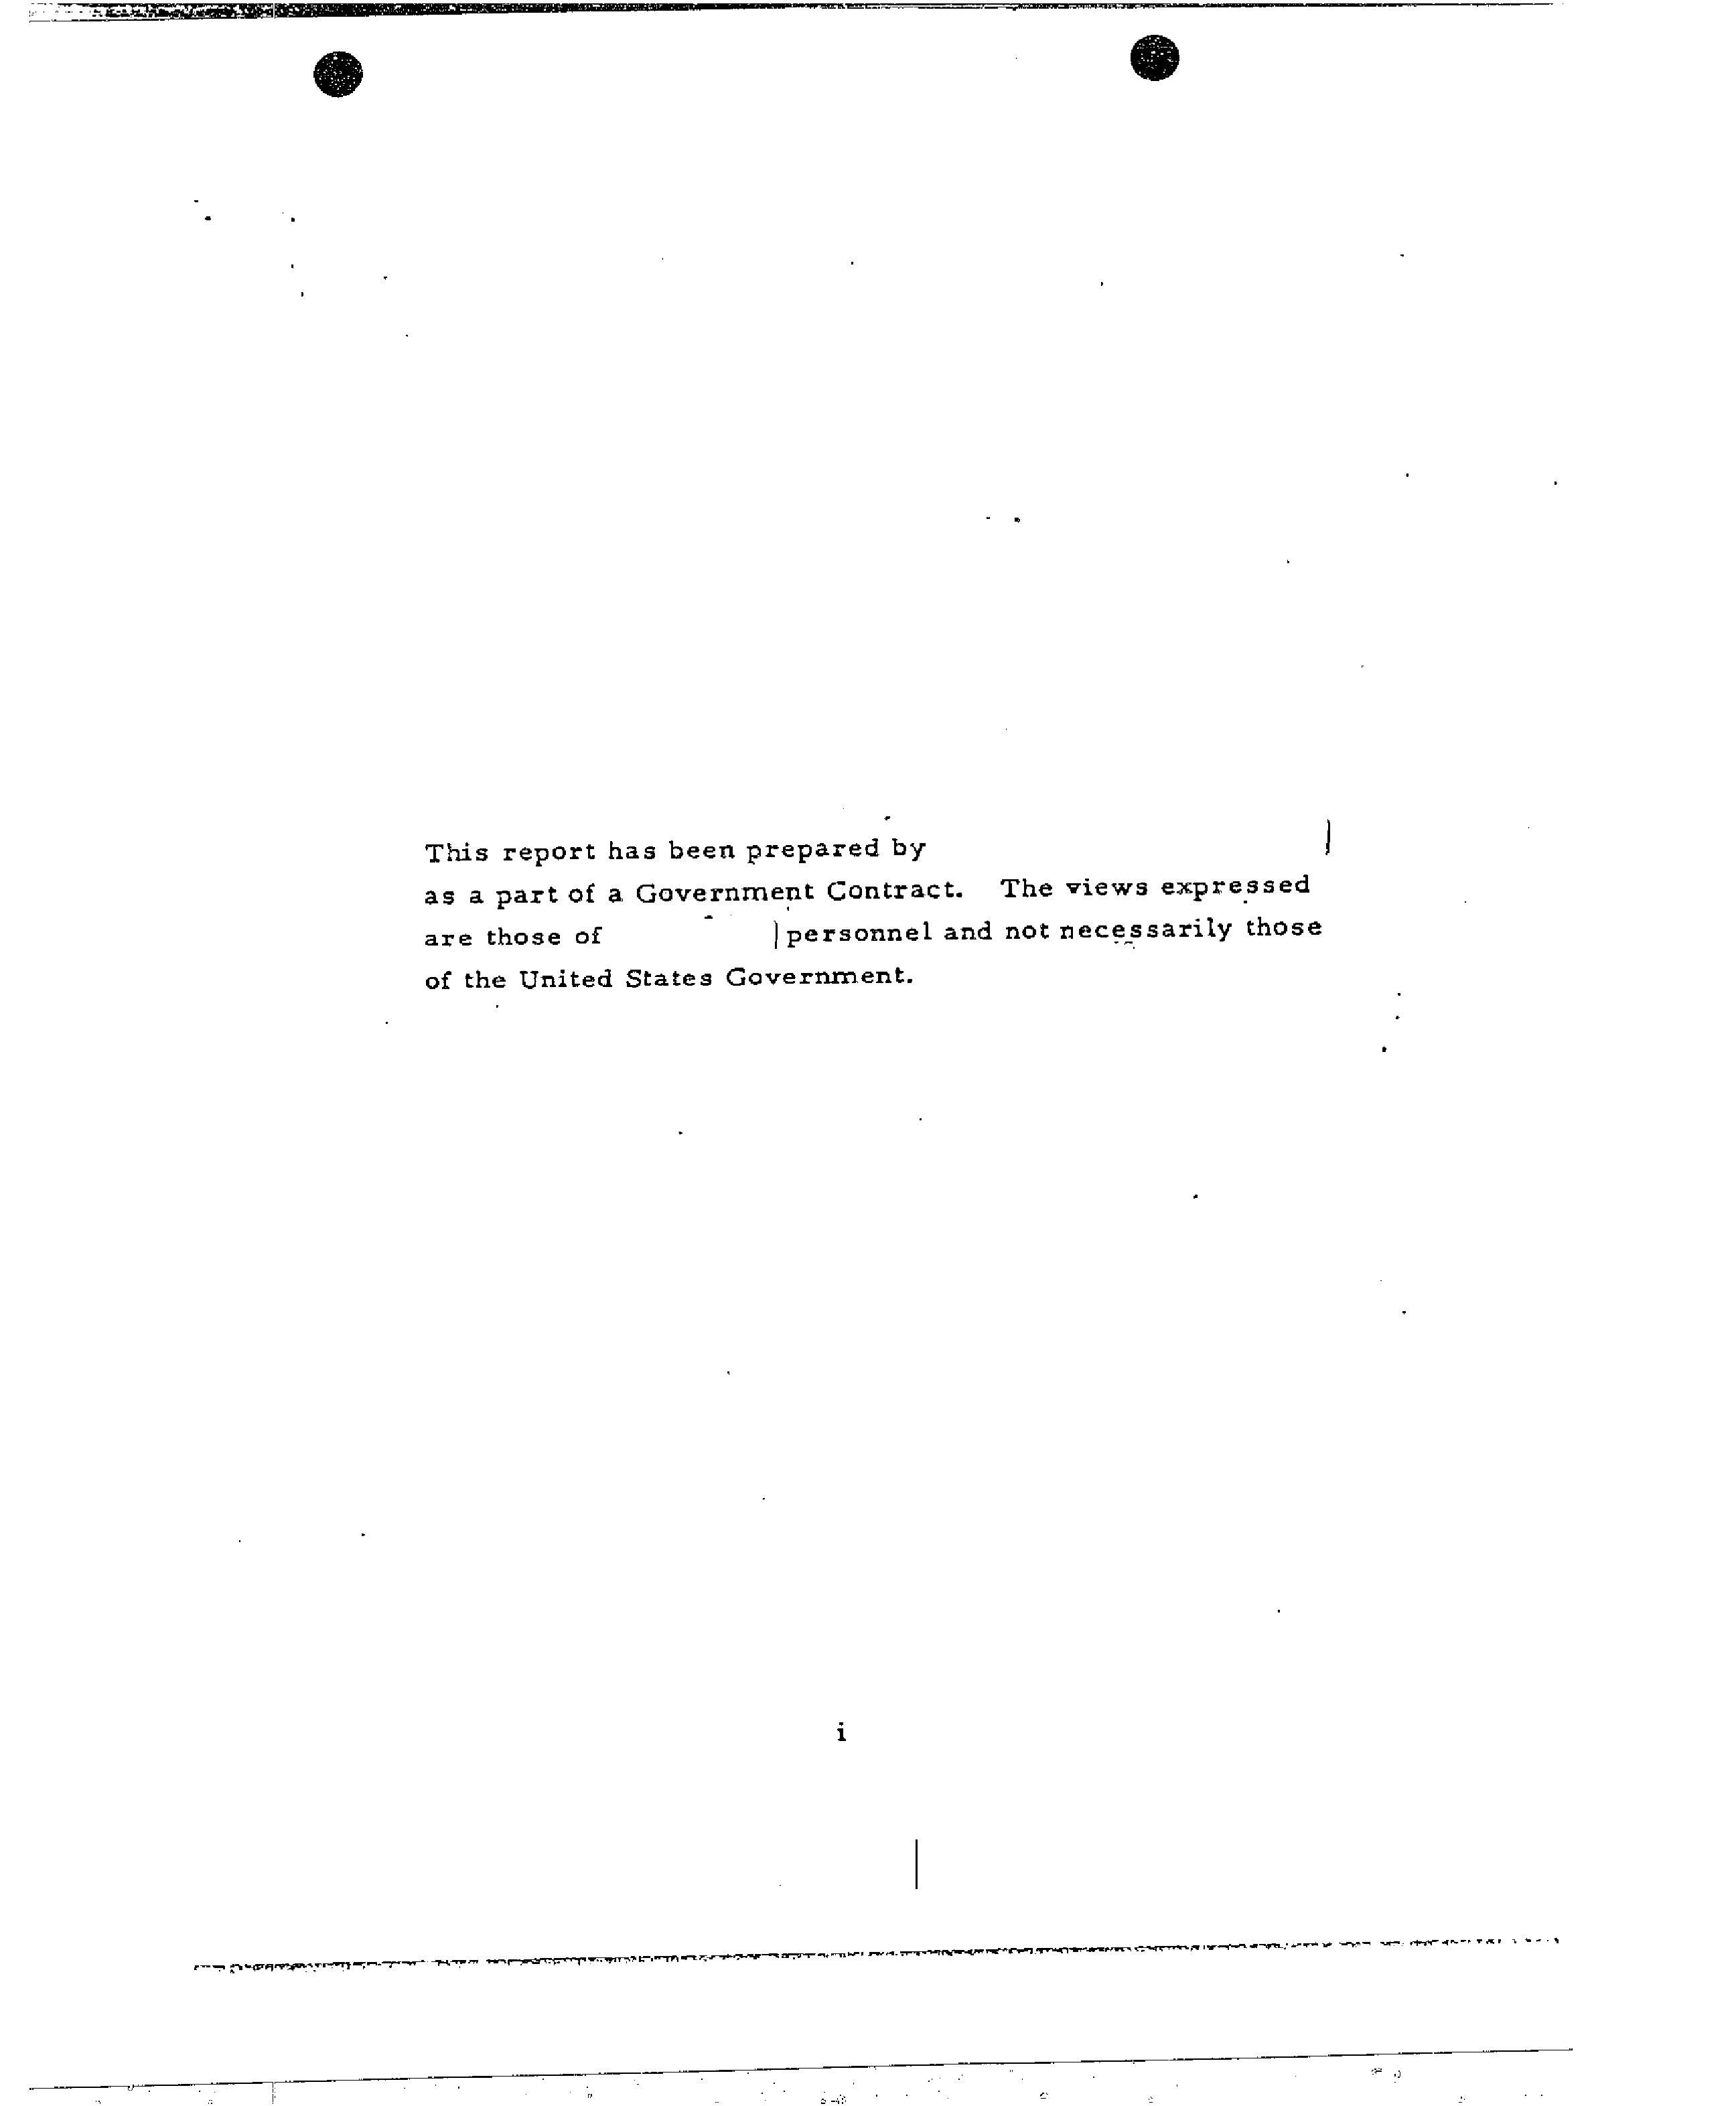 This report has been prepared by
as a part of a Government Contract. The views expressed
are those of personnel and not necessarily those
of the United States Government.
i